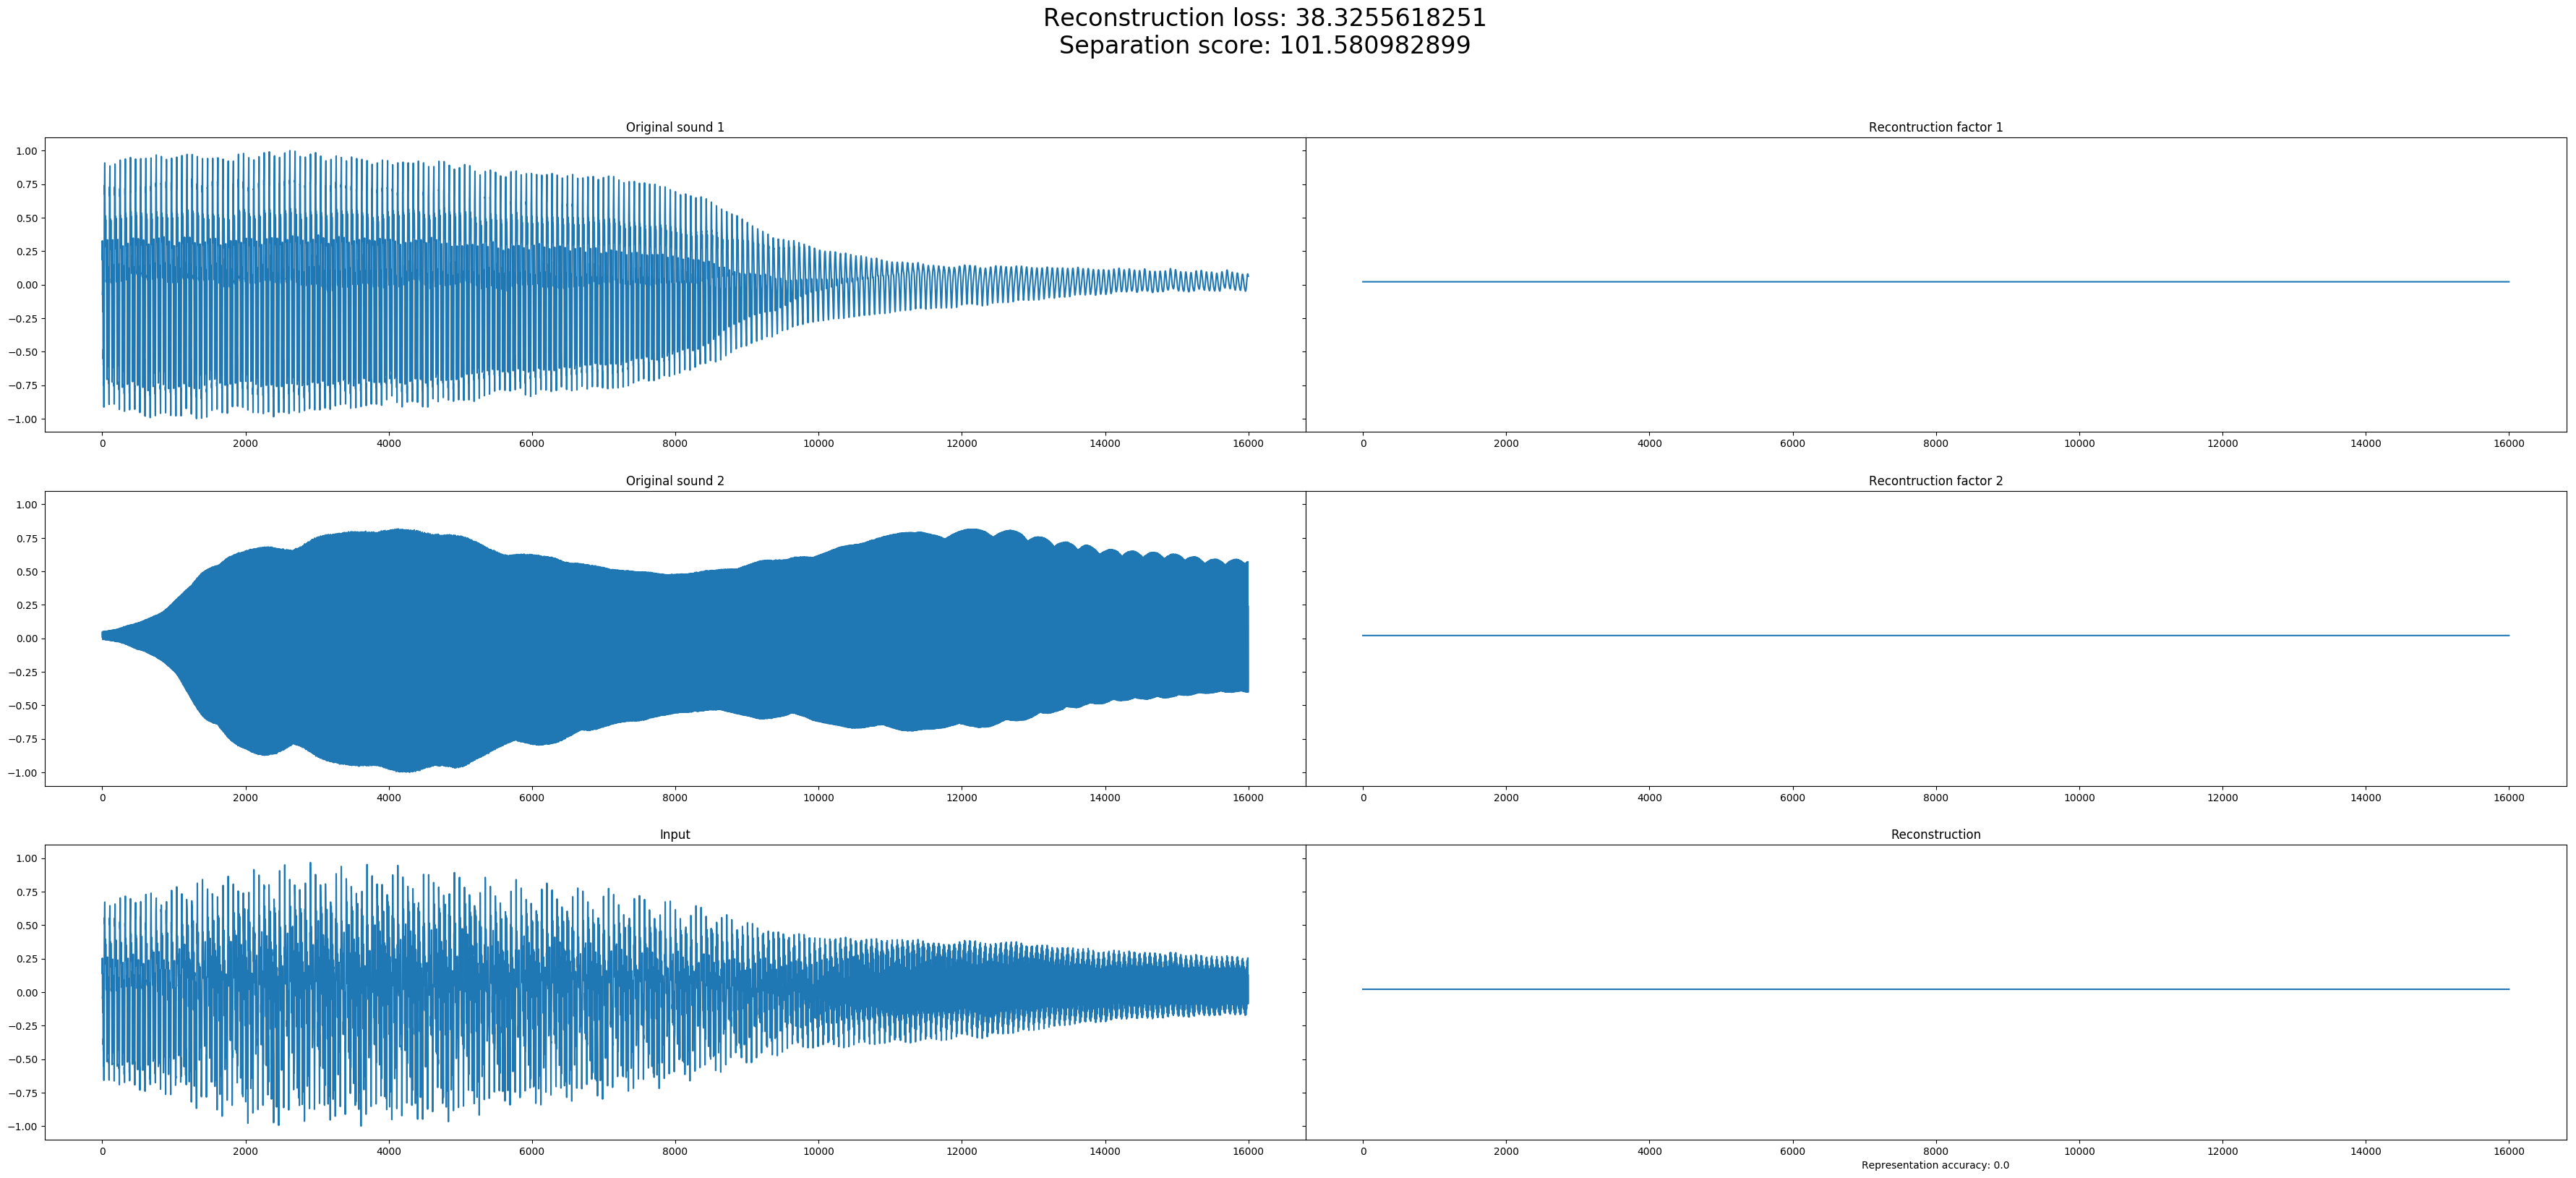 Reconstruction loss: 38.3255618251
Separation score: 101.580982899
Original sound 1
Recontruction factor 1
1.00
0.75
0.50
0.25
0.00
−0.25
−0.50
−0.75
−1.00
0 2000 4000 6000 8000 10000 12000 14000 16000
0 2000 4000 6000 8000 10000 12000 14000 16000
Original sound 2
Recontruction factor 2
1.00
0.75
0.50
0.25
0.00
−0.25
−0.50
−0.75
−1.00
0 2000 4000 6000 8000 10000 12000 14000 16000
0 2000 4000 6000 8000 10000 12000 14000 16000
Input
Reconstruction
1.00
0.75
0.50
0.25
0.00
−0.25
−0.50
−0.75
−1.00
0 2000 4000 6000 8000 10000 12000 14000 16000
0 2000 4000 6000 8000 10000 12000 14000 16000
Representation accuracy: 0.0